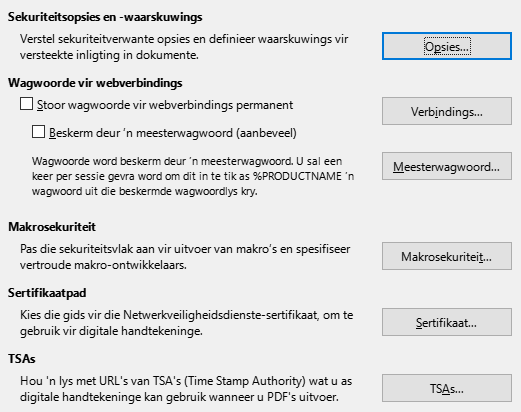 Sekuriteitsopsies en -waarskuwings
Verstel sekuriteitverwante opsies en definieer waarskuwings vir
versteekte inligting in dokumente.
Opsies...
Wagwoorde vir webverbindings
Stoor wagwoorde vir webverbindings permanent
Verbindings...
Beskerm deur ’n meesterwagwoord (aanbeveel)
Wagwoorde word beskerm deur ’n meesterwagwoord. U sal een
keer per sessie gevra word om dit in te tik as %PRODUCTNAME ’n
wagwoord uit die beskermde wagwoordlys kry.
Meesterwagwoord...
Makrosekuriteit
Pas die sekuriteitsvlak aan vir uitvoer van makro’s en spesifiseer
vertroude makro-ontwikkelaars.
Makrosekuriteit...
Sertifikaatpad
Kies die gids vir die Netwerkveiligheidsdienste-sertifikaat, om te
gebruik vir digitale handtekeninge.
Sertifikaat...
TSAs
Hou 'n lys met URL's van TSA's (Time Stamp Authority) wat u as
digitale handtekeninge kan gebruik wanneer u PDF's uitvoer.
TSAs...